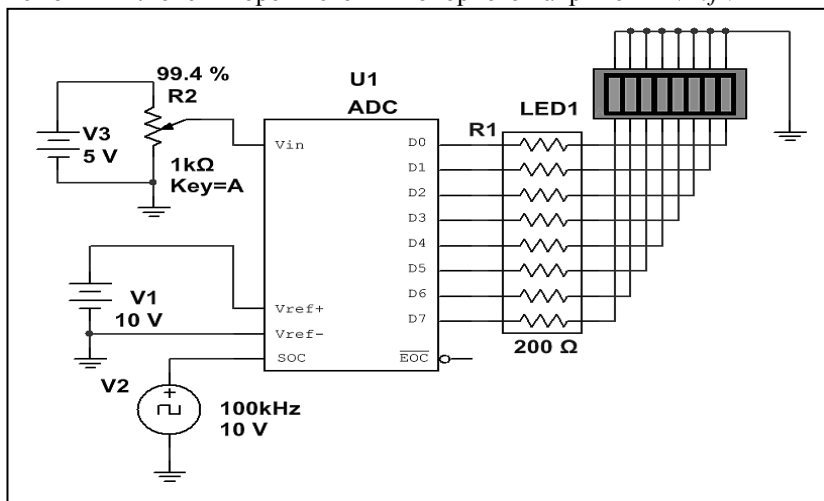 99.4 %
R2
V3
5 V
1kΩ
Key=A
U1
ADC
LED1
R1
Vin
D0
D1
D2
D3
D4
D5
D6
D7
V1
10 V
Vref+
Vref-
SOC
EOC
200 Ω
V2
100kHz
10 V